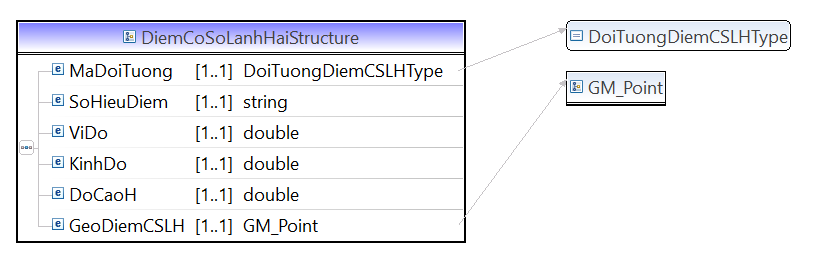 DiemCoSoLanhHaiStructure
MaDoiTuong [1..1] DoiTuongDiemCSLHType
SoHieuDiem [1..1] string
ViDo [1..1] double
KinhDo [1..1] double
DoCaoH [1..1] double
GeoDiemCSLH [1..1] GM_Point
DoiTuongDiemCSLHType
GM_Point